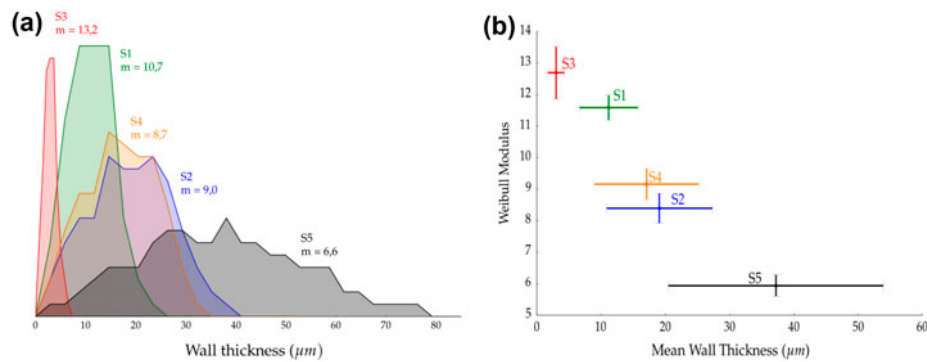 (a)
S3
m = 13,2
S1
m = 10,7
S4
m = 8,7
S2
m = 9,0
S5
m = 6,6
0 10 20 30 40 50 60 70 80
Wall thickness (µm)
(b)
14
13
12
11
10
9
8
7
6
5
Weibull Modulus
S3
S1
S4
S2
S5
0 10 20 30 40 50 60
Mean Wall Thickness (µm)